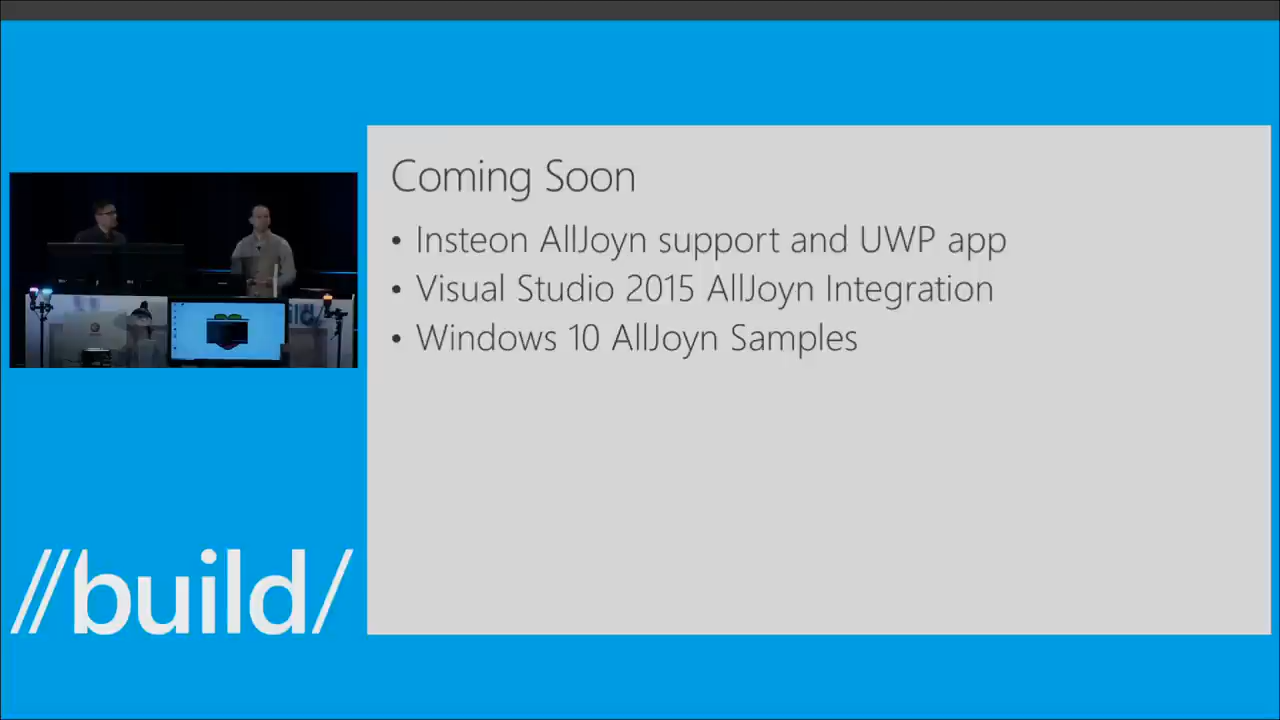 Coming Soon
• Insteon AllJoyn support and UWP app
• Visual Studio 2015 AllJoyn Integration
• Windows 10 AllJoyn Samples
//build/